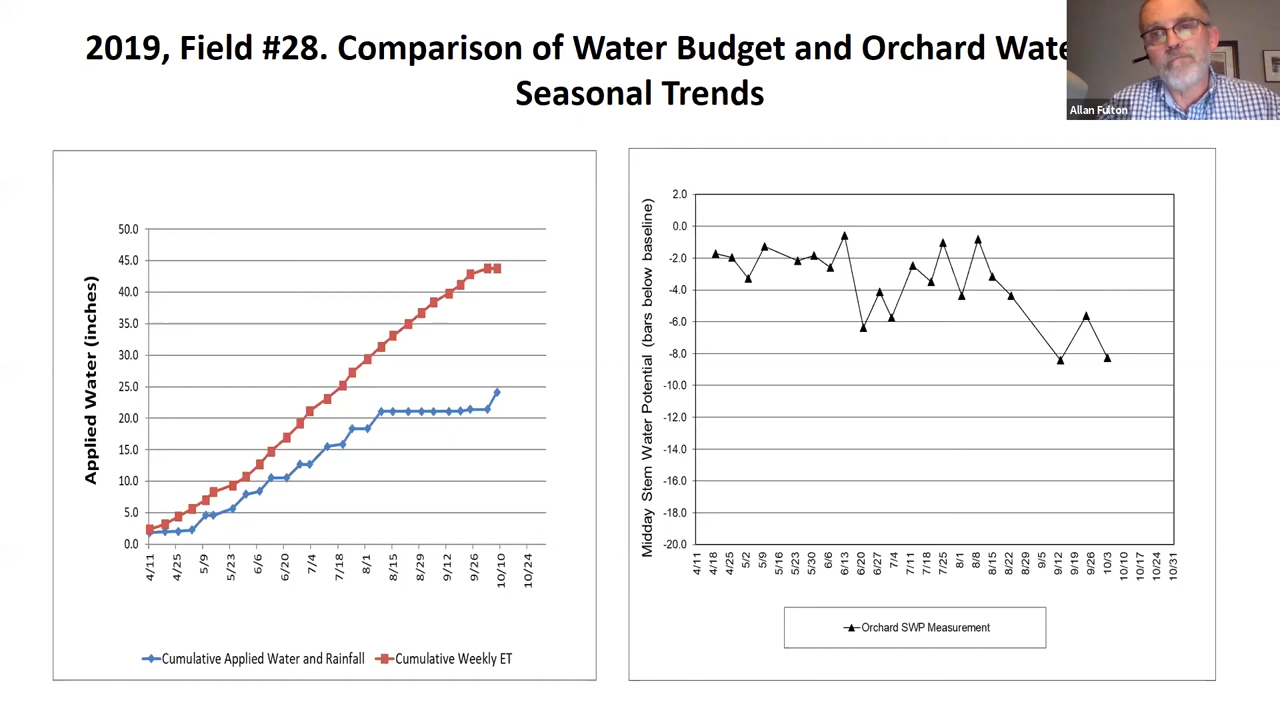 2019, Field #28. Comparison of Water Budget and Orchard
Seasonal Trends
Allan Fulton
50.0
45.0
40.0
35.0
30.0
25.0
20.0
15.0
10.0
5.0
0.0
Applied Water (inches)
4/11 4/25 5/9 5/23 6/6 6/20 7/4 7/18 8/1 8/15 8/29 9/12 9/26 10/10 10/24
Cumulative Applied Water and Rainfall Cumulative Weekly ET
2.0
0.0
-2.0
-4.0
-6.0
-8.0
-10.0
-12.0
-14.0
-16.0
-18.0
-20.0
Midday Stem Water Potential (bars below baseline)
4/11 4/18 4/25 5/2 5/9 5/16 5/23 5/30 6/6 6/13 6/20 6/27 7/4 7/11 7/18 7/25 8/1 8/8 8/15 8/22 8/29 9/5 9/12 9/19 9/26 10/3 10/10 10/17 10/24 10/31
Orchard SWP Measurement